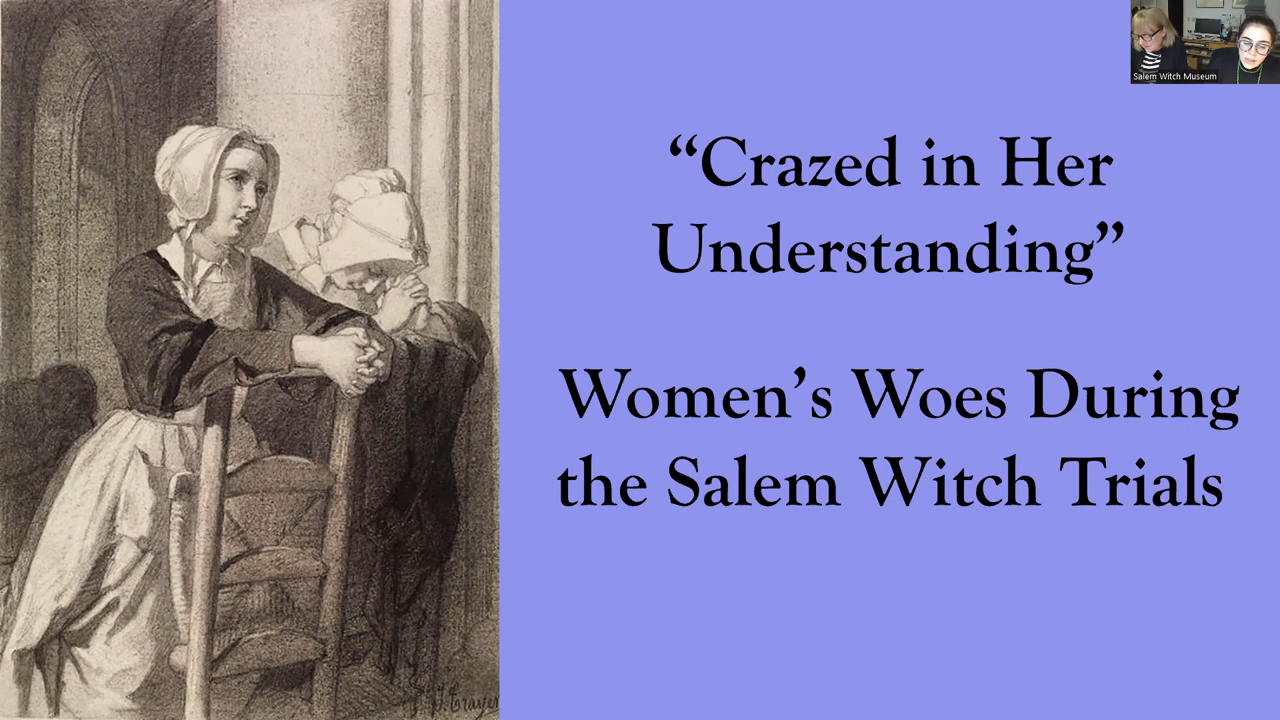 “Crazed in Her
Understanding”
Women’s Woes During
the Salem Witch Trials
Salem Witch Museum